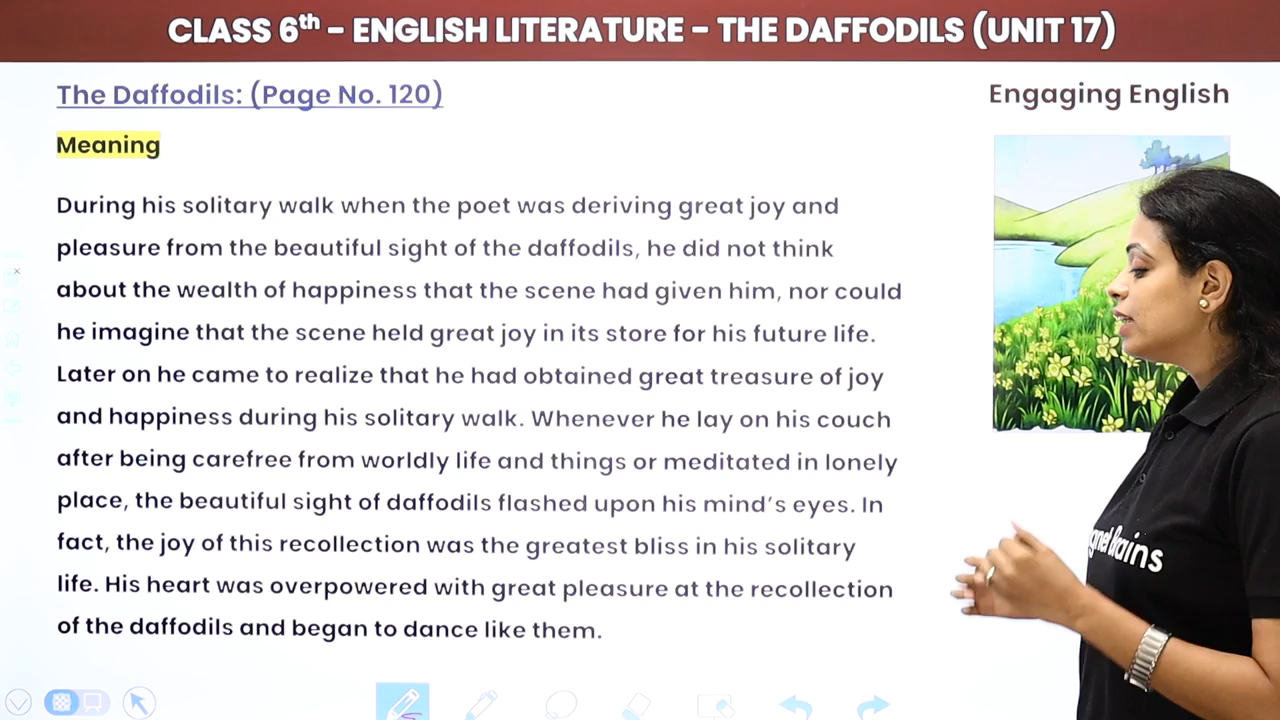 CLASS 6th - ENGLISH LITERATURE - THE DAFFODILS (UNIT 17)
The Daffodils: (Page No. 120)
Engaging English
Meaning
During his solitary walk when the poet was deriving great joy and
pleasure from the beautiful sight of the daffodils, he did not think
about the wealth of happiness that the scene had given him, nor could
he imagine that the scene held great joy in its store for his future life.
Later on he came to realize that he had obtained great treasure of joy
and happiness during his solitary walk. Whenever he lay on his couch
after being carefree from worldly life and things or meditated in lonely
place, the beautiful sight of daffodils flashed upon his mind's eyes. In
fact, the joy of this recollection was the greatest bliss in his solitary
life. His heart was overpowered with great pleasure at the recollection
of the daffodils and began to dance like them.